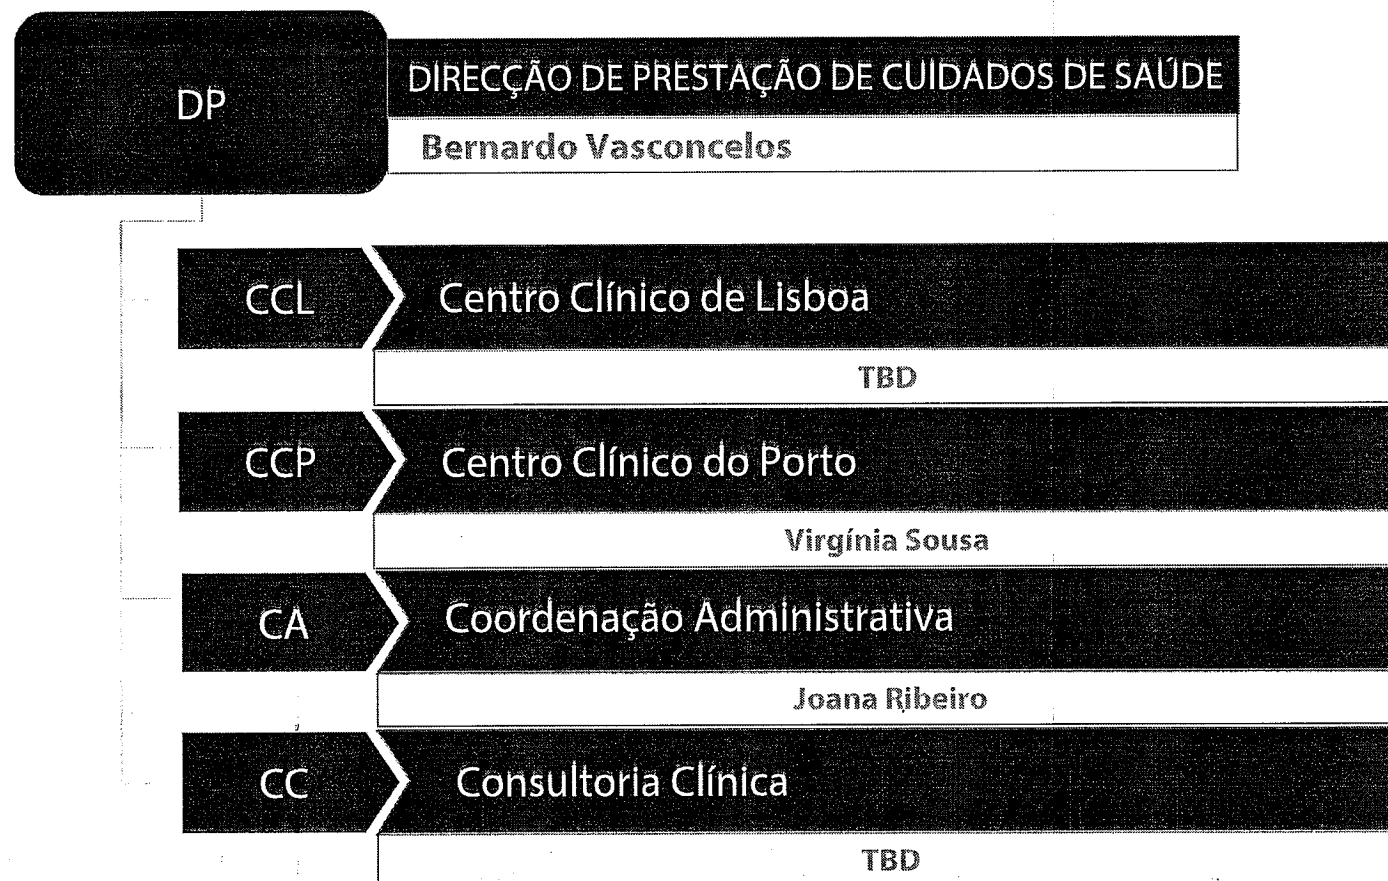 DP
DIRECÇÃO DE PRESTAÇÃO DE CUIDADOS DE SAÚDE
Bernardo Vasconcelos
CCL
Centro Clínico de Lisboa
TBD
CCP
Centro Clínico do Porto
Virgínia Sousa
CA
Coordenação Administrativa
Joana Ribeiro
CC
Consultoria Clínica
TBD